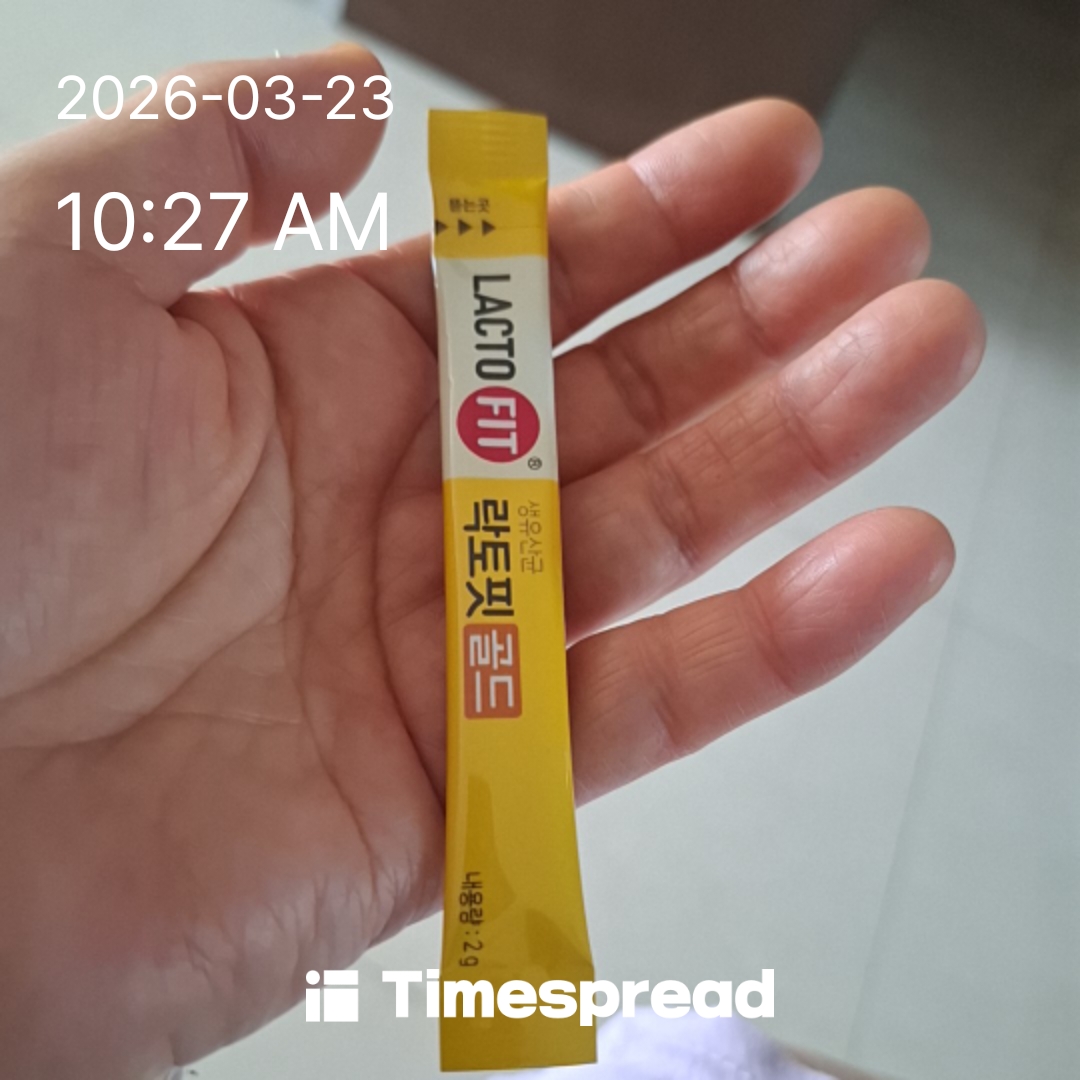 2026-03-23
10:27 AM
뜯는곳
LACTO FIT®
생유산균
락토핏 골드
내용량 : 2 g
Timespread